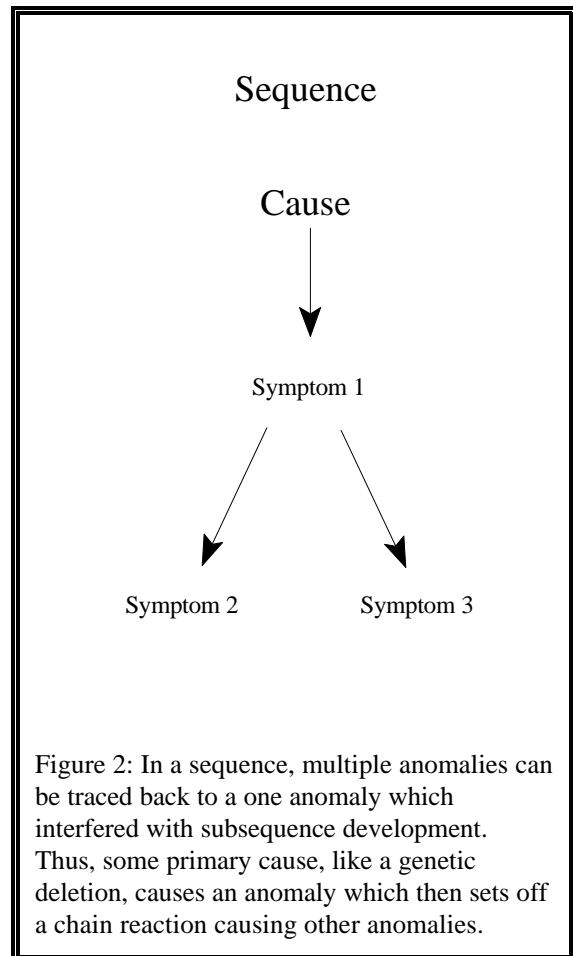 Sequence
Cause
Symptom 1
Symptom 2 Symptom 3
Figure 2: In a sequence, multiple anomalies can
be traced back to a one anomaly which
interfered with subsequence development.
Thus, some primary cause, like a genetic
deletion, causes an anomaly which then sets off
a chain reaction causing other anomalies.